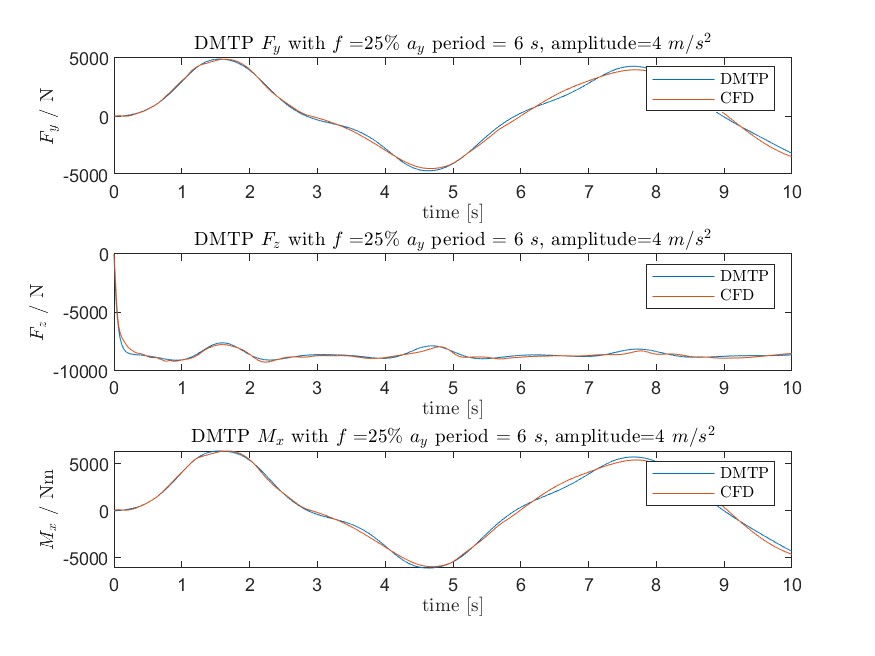 DMTP F_y with f =25% a_y period = 6 s, amplitude=4 m/s²
5000
0
-5000
F_y / N
DMTP
CFD
0 1 2 3 4 5 6 7 8 9 10
time [s]
DMTP F_z with f =25% a_y period = 6 s, amplitude=4 m/s²
0
-5000
-10000
F_z / N
DMTP
CFD
0 1 2 3 4 5 6 7 8 9 10
time [s]
DMTP M_x with f =25% a_y period = 6 s, amplitude=4 m/s²
5000
0
-5000
M_x / Nm
DMTP
CFD
0 1 2 3 4 5 6 7 8 9 10
time [s]